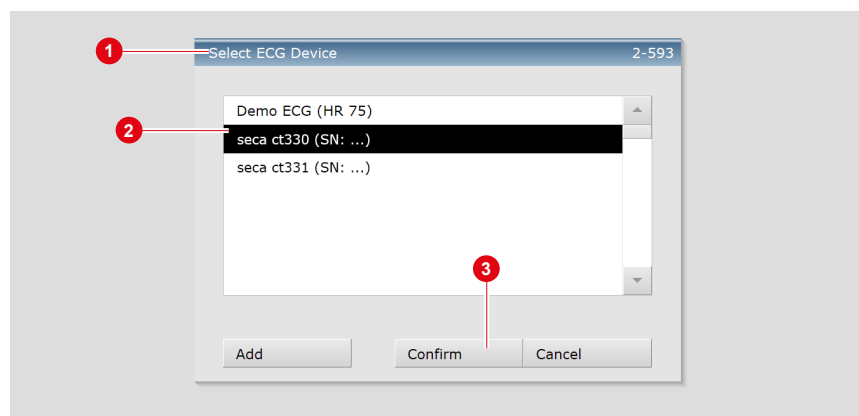 1
Select ECG Device 2-593
Demo ECG (HR 75)
2
seca ct330 (SN: ...)
seca ct331 (SN: ...)
3
Add Confirm Cancel